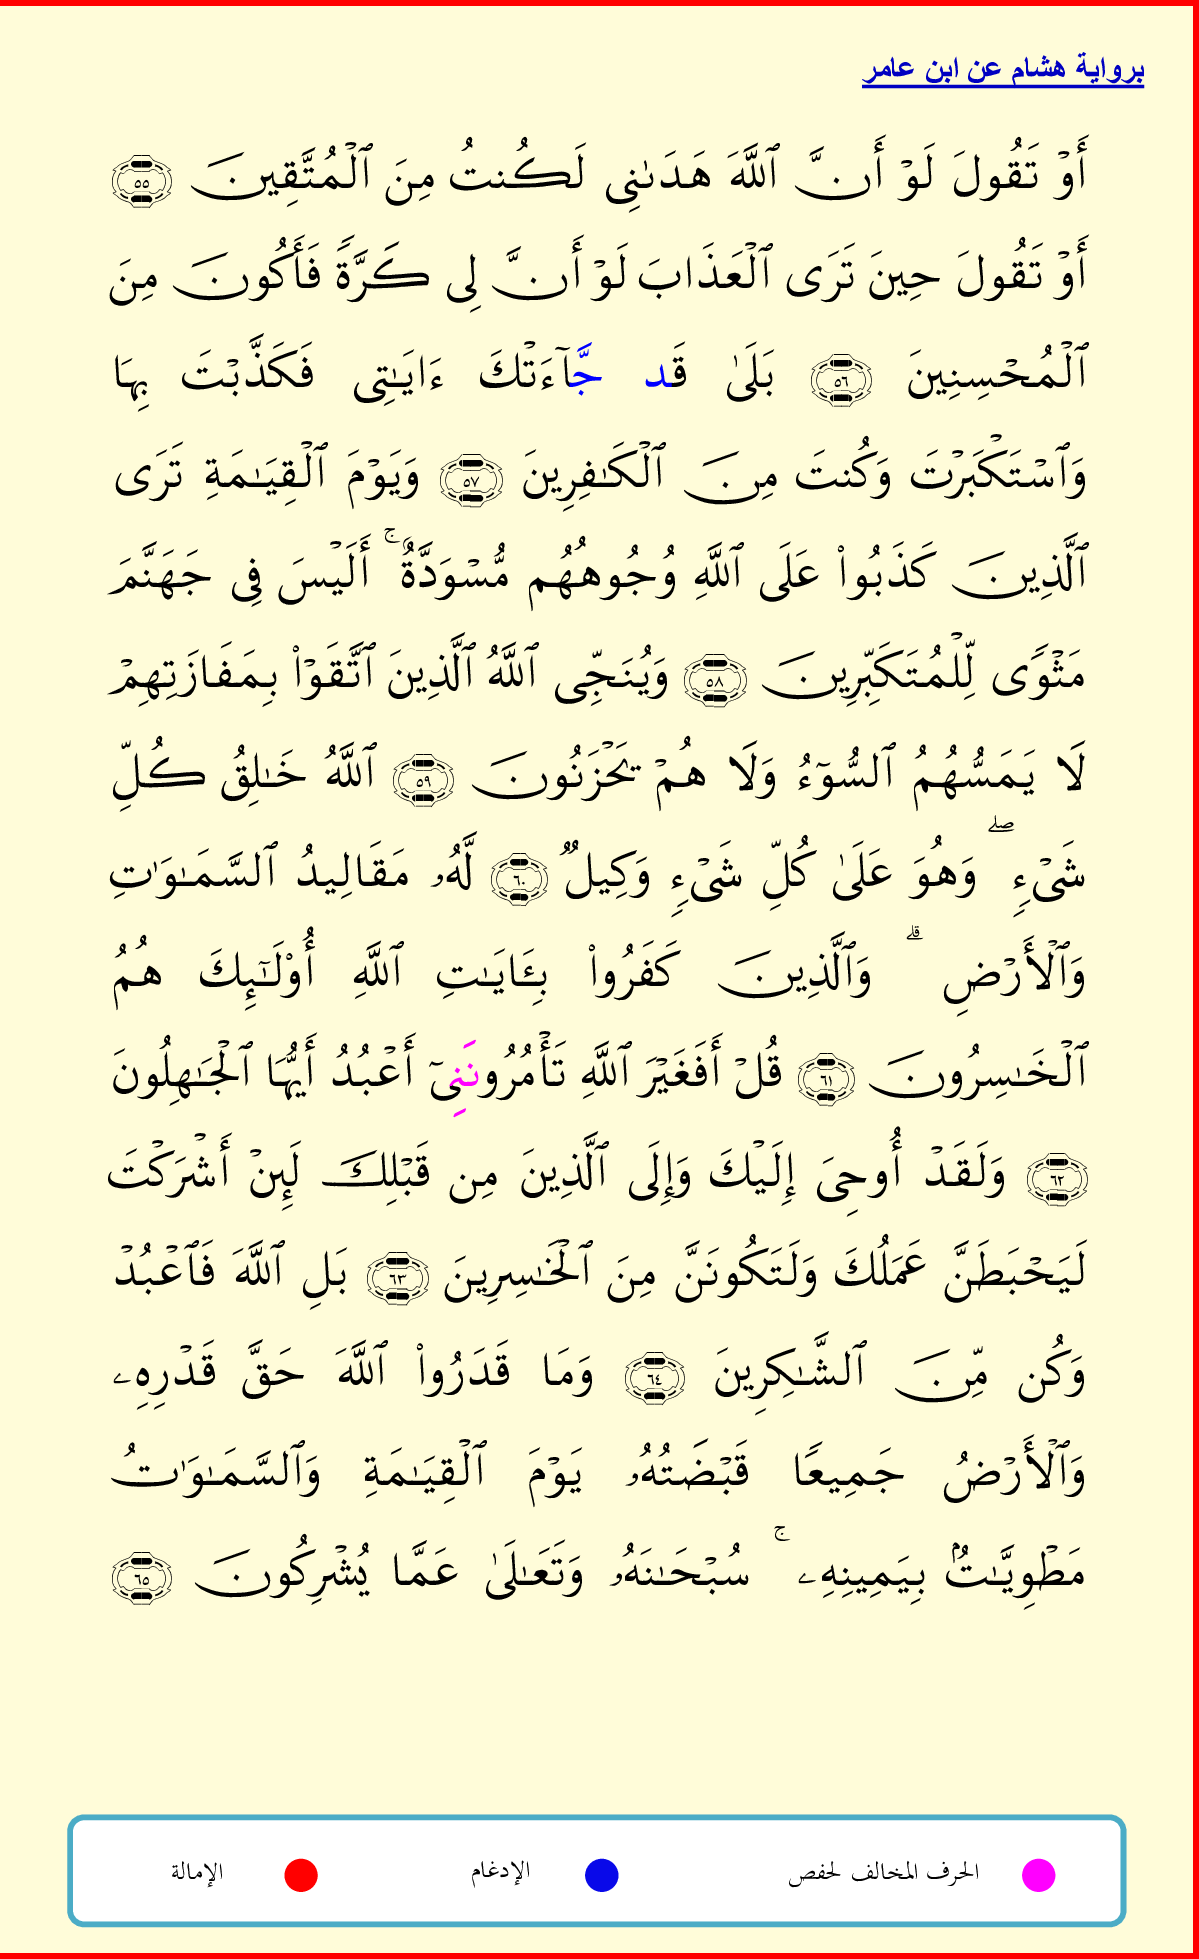 برواية هشام عن ابن عامر
أَوۡ تَقُولَ لَوۡ أَنَّ ٱللَّهَ هَدَىٰنِى لَكُنتُ مِنَ ٱلۡمُتَّقِينَ ٥٥
أَوۡ تَقُولَ حِينَ تَرَى ٱلۡعَذَابَ لَوۡ أَنَّ لِى كَرَّةً فَأَكُونَ مِنَ
ٱلۡمُحۡسِنِينَ ٥٦ بَلَىٰ قَد جَّآءَتۡكَ ءَايَٰتِى فَكَذَّبۡتَ بِهَا
وَٱسۡتَكۡبَرۡتَ وَكُنتَ مِنَ ٱلۡكَٰفِرِينَ ٥٧ وَيَوۡمَ ٱلۡقِيَٰمَةِ تَرَى
ٱلَّذِينَ كَذَبُواْ عَلَى ٱللَّهِ وُجُوهُهُم مُّسۡوَدَّةٌۚ أَلَيۡسَ فِى جَهَنَّمَ
مَثۡوًى لِّلۡمُتَكَبِّرِينَ ٥٨ وَيُنَجِّى ٱللَّهُ ٱلَّذِينَ ٱتَّقَوۡاْ بِمَفَازَتِهِمۡ
لَا يَمَسُّهُمُ ٱلسُّوٓءُ وَلَا هُمۡ يَحۡزَنُونَ ٥٩ ٱللَّهُ خَٰلِقُ كُلِّ
شَىۡءٍۖ وَهُوَ عَلَىٰ كُلِّ شَىۡءٍ وَكِيلٌ ٦٠ لَّهُۥ مَقَالِيدُ ٱلسَّمَٰوَٰتِ
وَٱلۡأَرۡضِۗ وَٱلَّذِينَ كَفَرُواْ بِـَٔايَٰتِ ٱللَّهِ أُوْلَٰٓئِكَ هُمُ
ٱلۡخَٰسِرُونَ ٦١ قُلۡ أَفَغَيۡرَ ٱللَّهِ تَأۡمُرُونَنِىٓ أَعۡبُدُ أَيُّهَا ٱلۡجَٰهِلُونَ
٦٢ وَلَقَدۡ أُوحِىَ إِلَيۡكَ وَإِلَى ٱلَّذِينَ مِن قَبۡلِكَ لَئِنۡ أَشۡرَكۡتَ
لَيَحۡبَطَنَّ عَمَلُكَ وَلَتَكُونَنَّ مِنَ ٱلۡخَٰسِرِينَ ٦٣ بَلِ ٱللَّهَ فَٱعۡبُدۡ
وَكُن مِّنَ ٱلشَّٰكِرِينَ ٦٤ وَمَا قَدَرُواْ ٱللَّهَ حَقَّ قَدۡرِهِۦ
وَٱلۡأَرۡضُ جَمِيعًا قَبۡضَتُهُۥ يَوۡمَ ٱلۡقِيَٰمَةِ وَٱلسَّمَٰوَٰتُ
مَطۡوِيَّٰتُۢ بِيَمِينِهِۦۚ سُبۡحَٰنَهُۥ وَتَعَٰلَىٰ عَمَّا يُشۡرِكُونَ ٦٥
الحرف المخالف لحفص الإدغام الإمالة